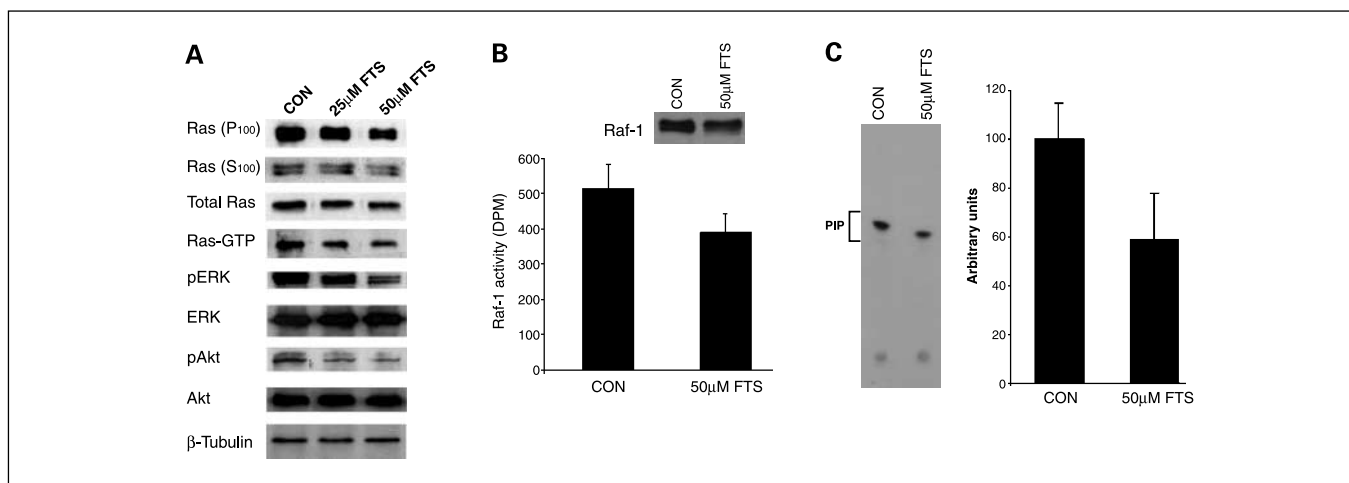 A
CON
25µM FTS
50µM FTS
Ras (P100)
Ras (S100)
Total Ras
Ras-GTP
pERK
ERK
pAkt
Akt
β-Tubulin
B
CON
50µM FTS
Raf-1
Raf-1 activity (DPM)
600
500
400
300
200
100
0
CON
50µM FTS
C
CON
50µM FTS
PIP
Arbitrary units
120
100
80
60
40
20
0
CON
50µM FTS